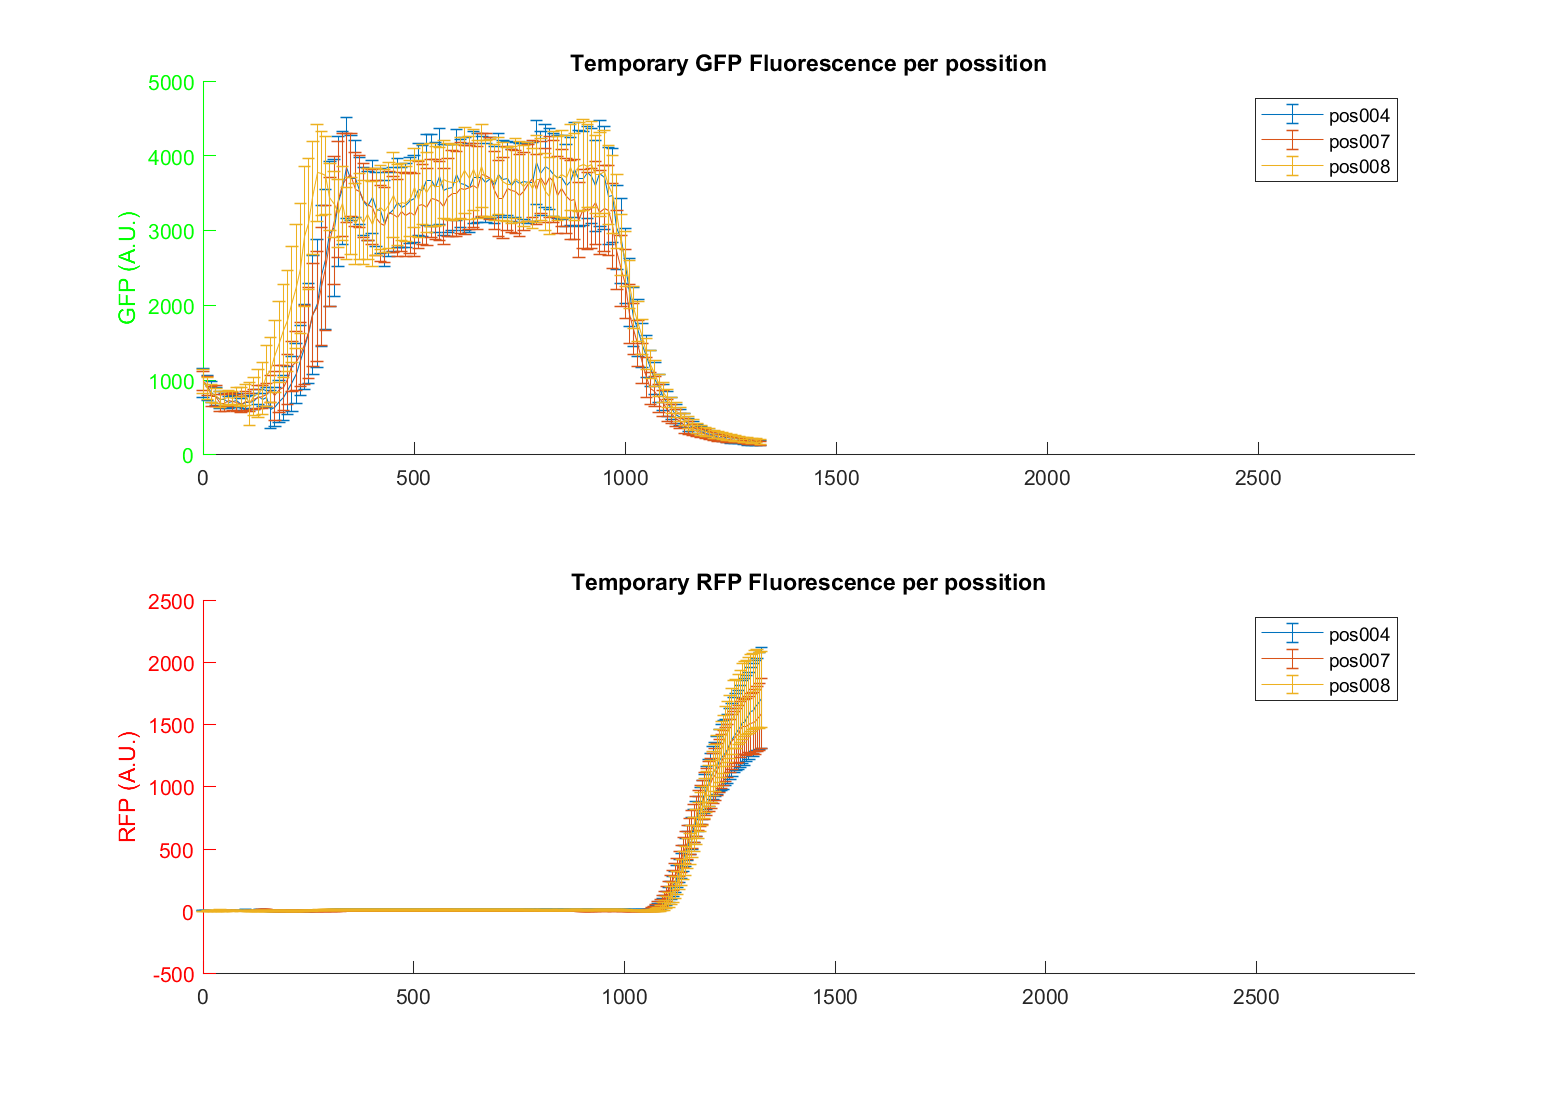 Temporary GFP Fluorescence per possition
5000
4000
3000
2000
1000
0
GFP (A.U.)
0 500 1000 1500 2000 2500
pos004
pos007
pos008
Temporary RFP Fluorescence per possition
2500
2000
1500
1000
500
0
-500
RFP (A.U.)
0 500 1000 1500 2000 2500
pos004
pos007
pos008